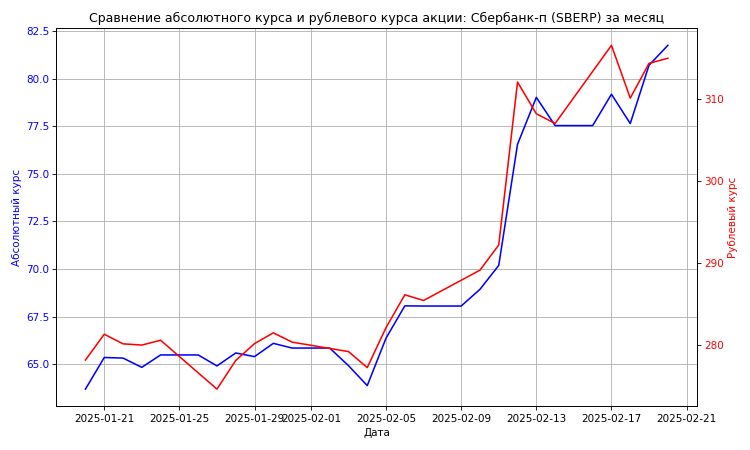 Сравнение абсолютного курса и рублевого курса акции: Сбербанк-п (SBERP) за месяц
82.5
80.0
77.5
75.0
72.5
70.0
67.5
65.0
Абсолютный курс
310
300
290
280
Рублевый курс
2025-01-21 2025-01-25 2025-01-29 2025-02-01 2025-02-05 2025-02-09 2025-02-13 2025-02-17 2025-02-21
Дата